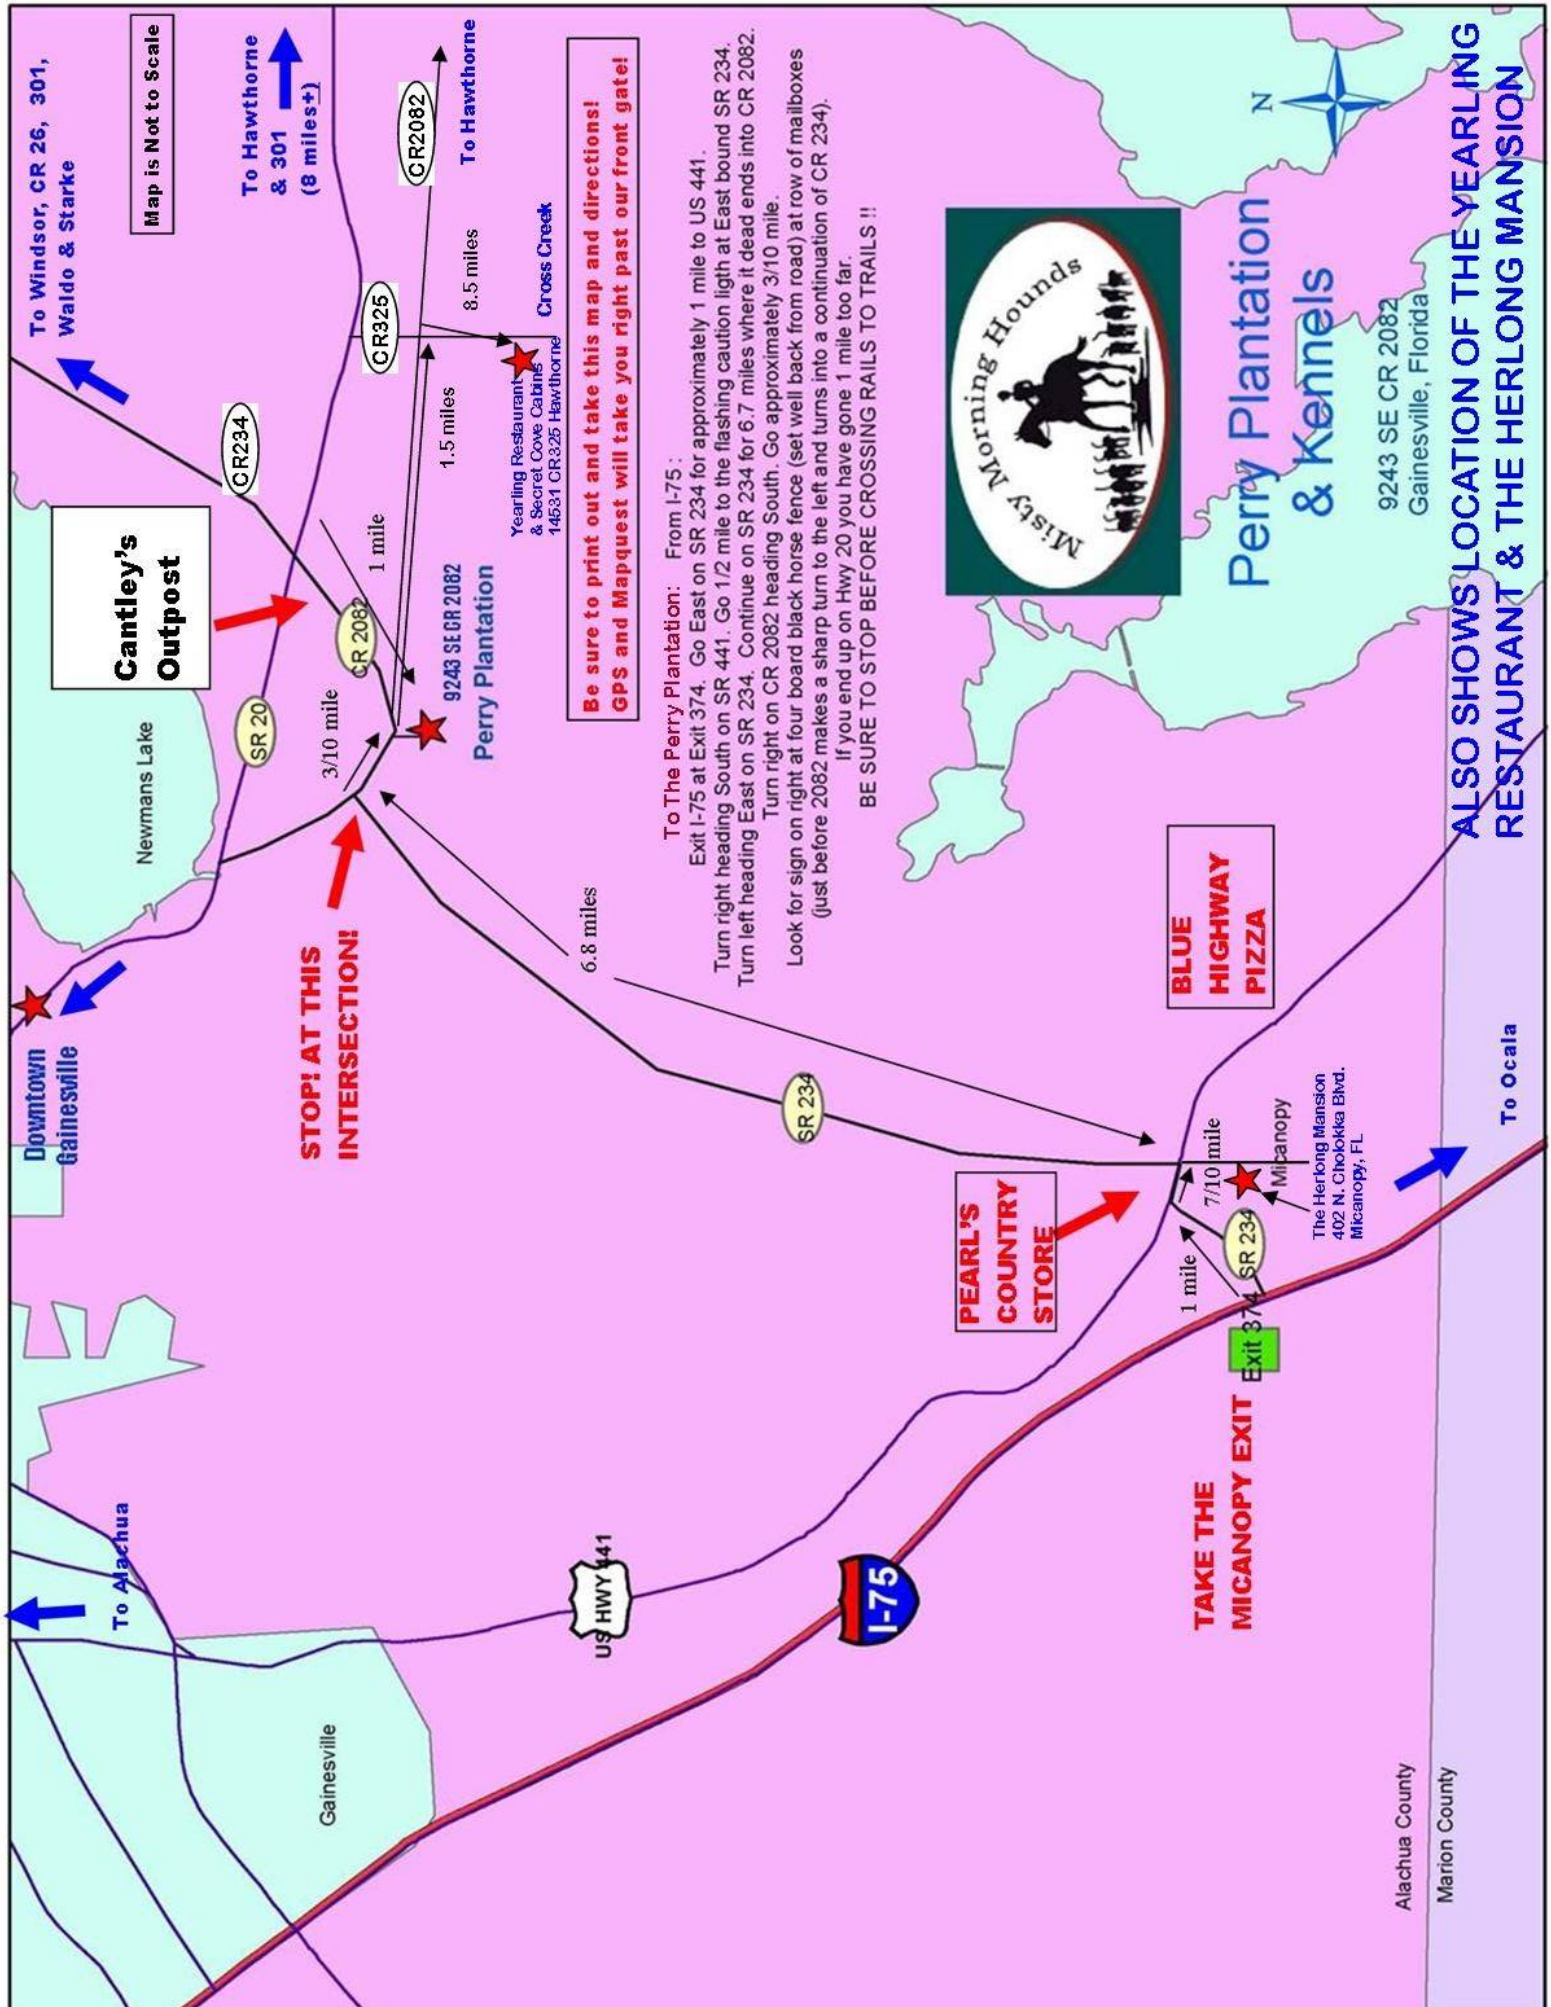 To Windsor, CR 26, 301,
Waldo & Starke
Map is Not to Scale
To Hawthorne
& 301
(8 miles+)
CR2082
To Hawthorne
CR325
8.5 miles
Cross Creek
CR234
1.5 miles
Yearling Restaurant
& Secret Cove Cabins
14531 CR325 Hawthorne
Cantley's
Outpost
1 mile
CR 2082
9243 SE CR 2082
Perry Plantation
SR 20
3/10 mile
Newmans Lake
Downtown
Gainesville
STOP! AT THIS
INTERSECTION!
6.8 miles
Be sure to print out and take this map and directions!
GPS and Mapquest will take you right past our front gate!
To The Perry Plantation: From I-75 :
Exit I-75 at Exit 374. Go East on SR 234 for approximately 1 mile to US 441.
Turn right heading South on SR 441. Go 1/2 mile to the flashing caution ligth at East bound SR 234.
Turn left heading East on SR 234. Continue on SR 234 for 6.7 miles where it dead ends into CR 2082.
Turn right on CR 2082 heading South. Go approximately 3/10 mile.
Look for sign on right at four board black horse fence (set well back from road) at row of mailboxes
(just before 2082 makes a sharp turn to the left and turns into a continuation of CR 234).
If you end up on Hwy 20 you have gone 1 mile too far.
BE SURE TO STOP BEFORE CROSSING RAILS TO TRAILS !!
Misty Morning Hounds
N
Perry Plantation
& Kennels
9243 SE CR 2082
Gainesville, Florida
ALSO SHOWS LOCATION OF THE YEARLING
RESTAURANT & THE HERLONG MANSION
SR 234
BLUE
HIGHWAY
PIZZA
PEARL'S
COUNTRY
STORE
7/10 mile
Micanopy
The Herlong Mansion
402 N. Cholokka Blvd.
Micanopy, FL
To Ocala
1 mile
SR 234
Exit 374
TAKE THE
MICANOPY EXIT
To Alachua
US HWY 441
I-75
Gainesville
Alachua County
Marion County